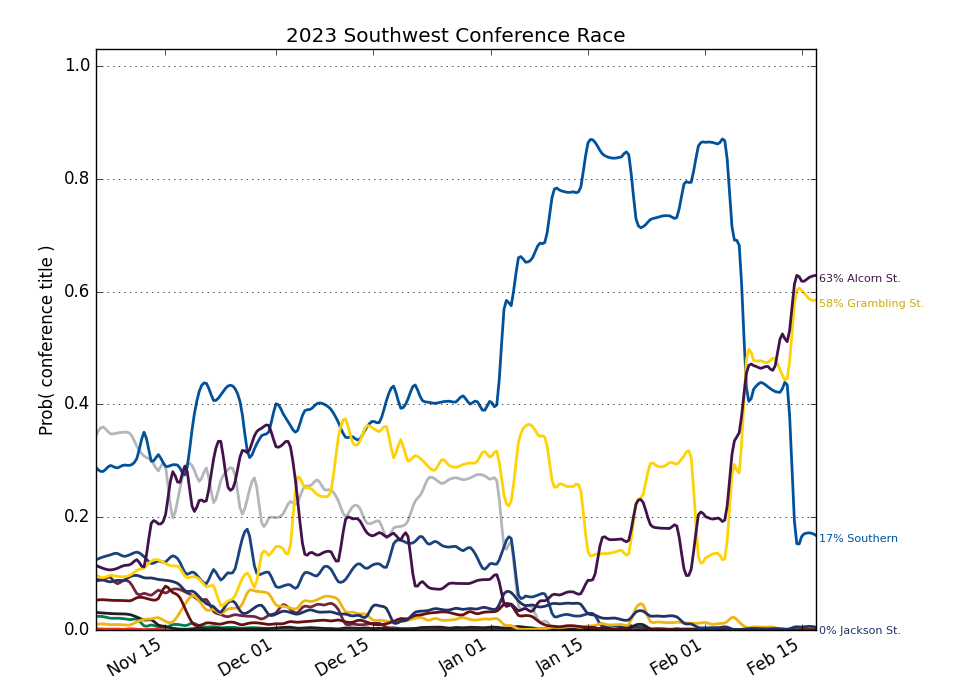 2023 Southwest Conference Race
Prob( conference title )
1.0
0.8
0.6
0.4
0.2
0.0
63% Alcorn St.
58% Grambling St.
17% Southern
0% Jackson St.
Nov 15
Dec 01
Dec 15
Jan 01
Jan 15
Feb 01
Feb 15